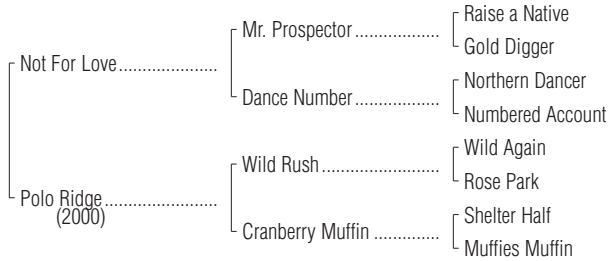 Raise a Native
Mr. Prospector ..................
Gold Digger
Not For Love.....................
Northern Dancer
Dance Number..................
Numbered Account
Wild Again
Wild Rush.........................
Rose Park
Polo Ridge ........................
(2000)
Shelter Half
Cranberry Muffin ..............
Muffies Muffin